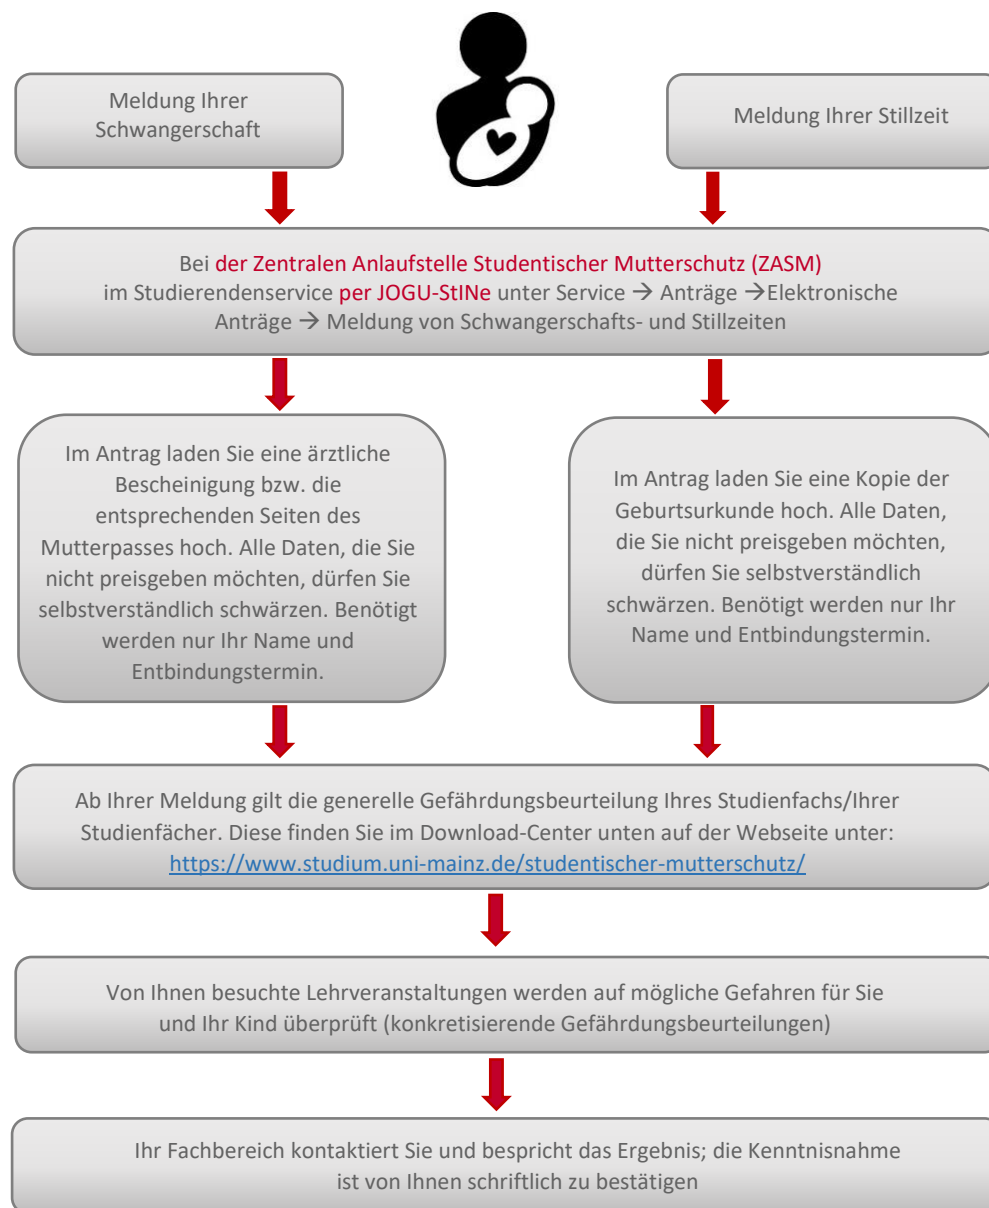 Meldung Ihrer
Schwangerschaft
Meldung Ihrer Stillzeit
Bei der Zentralen Anlaufstelle Studentischer Mutterschutz (ZASM)
im Studierendenservice per JOGU-StINe unter Service → Anträge →Elektronische
Anträge → Meldung von Schwangerschafts- und Stillzeiten
Im Antrag laden Sie eine ärztliche
Bescheinigung bzw. die
entsprechenden Seiten des
Mutterpasses hoch. Alle Daten, die Sie
nicht preisgeben möchten, dürfen Sie
selbstverständlich schwärzen. Benötigt
werden nur Ihr Name und
Entbindungstermin.
Im Antrag laden Sie eine Kopie der
Geburtsurkunde hoch. Alle Daten,
die Sie nicht preisgeben möchten,
dürfen Sie selbstverständlich
schwärzen. Benötigt werden nur Ihr
Name und Entbindungstermin.
Ab Ihrer Meldung gilt die generelle Gefährdungsbeurteilung Ihres Studienfachs/Ihrer
Studienfächer. Diese finden Sie im Download-Center unten auf der Webseite unter:
https://www.studium.uni-mainz.de/studentischer-mutterschutz/
Von Ihnen besuchte Lehrveranstaltungen werden auf mögliche Gefahren für Sie
und Ihr Kind überprüft (konkretisierende Gefährdungsbeurteilungen)
Ihr Fachbereich kontaktiert Sie und bespricht das Ergebnis; die Kenntnisnahme
ist von Ihnen schriftlich zu bestätigen